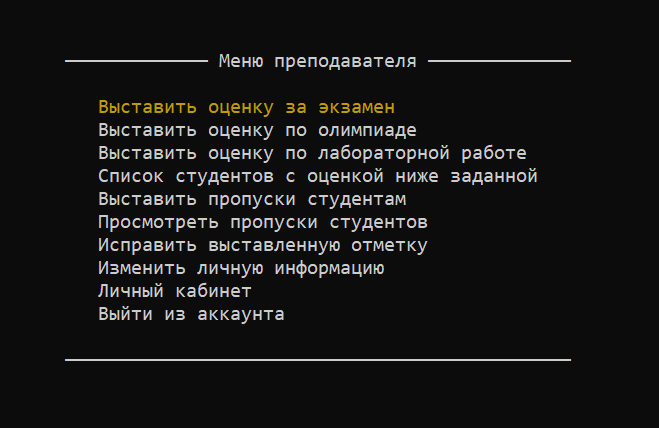 Меню преподавателя
Выставить оценку за экзамен
Выставить оценку по олимпиаде
Выставить оценку по лабораторной работе
Список студентов с оценкой ниже заданной
Выставить пропуски студентам
Просмотреть пропуски студентов
Исправить выставленную отметку
Изменить личную информацию
Личный кабинет
Выйти из аккаунта